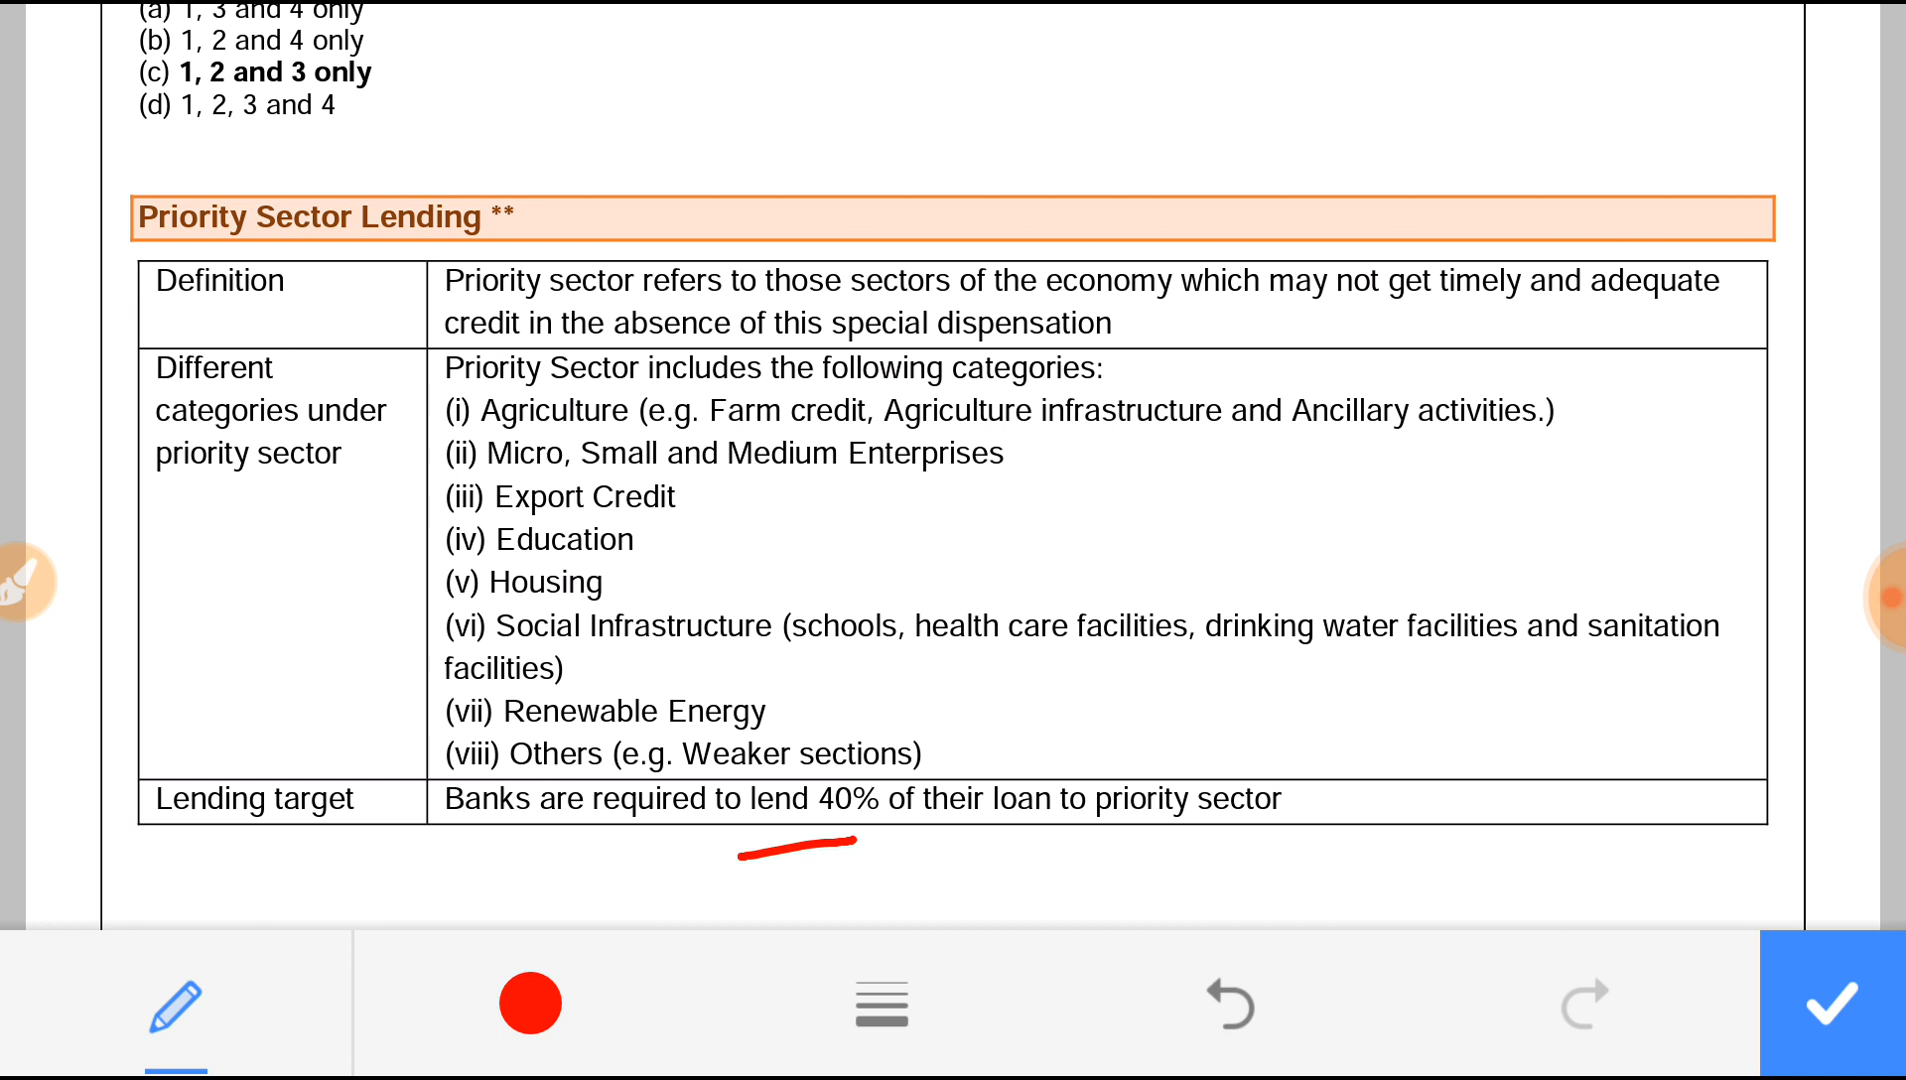 (a) 1, 3 and 4 only
(b) 1, 2 and 4 only
(c) 1, 2 and 3 only
(d) 1, 2, 3 and 4
Priority Sector Lending **
Definition
Priority sector refers to those sectors of the economy which may not get timely and adequate
credit in the absence of this special dispensation
Different
categories under
priority sector
Priority Sector includes the following categories:
(i) Agriculture (e.g. Farm credit, Agriculture infrastructure and Ancillary activities.)
(ii) Micro, Small and Medium Enterprises
(iii) Export Credit
(iv) Education
(v) Housing
(vi) Social Infrastructure (schools, health care facilities, drinking water facilities and sanitation
facilities)
(vii) Renewable Energy
(viii) Others (e.g. Weaker sections)
Lending target
Banks are required to lend 40% of their loan to priority sector